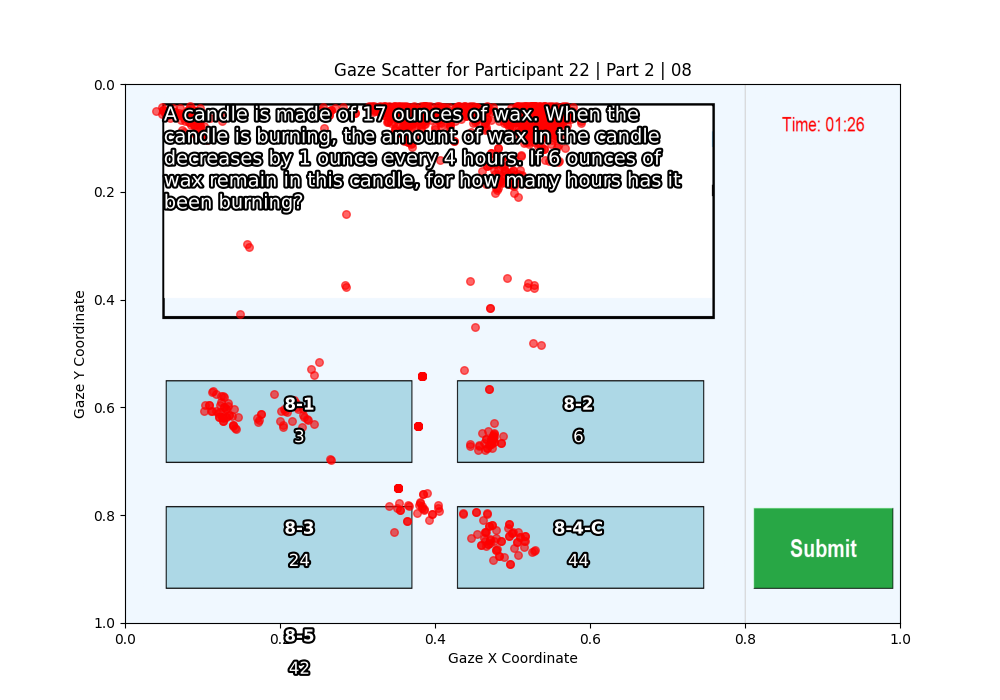 Gaze Scatter for Participant 22 | Part 2 | 08
A candle is made of 17 ounces of wax. When the
candle is burning, the amount of wax in the candle
decreases by 1 ounce every 4 hours. If 6 ounces of
wax remain in this candle, for how many hours has it
been burning?
Time: 01:26
8-1
3
8-2
6
8-3
24
8-4-C
44
8-5
42
Submit
Gaze Y Coordinate
0.0
0.2
0.4
0.6
0.8
1.0
0.0 0.2 0.4 0.6 0.8 1.0
Gaze X Coordinate